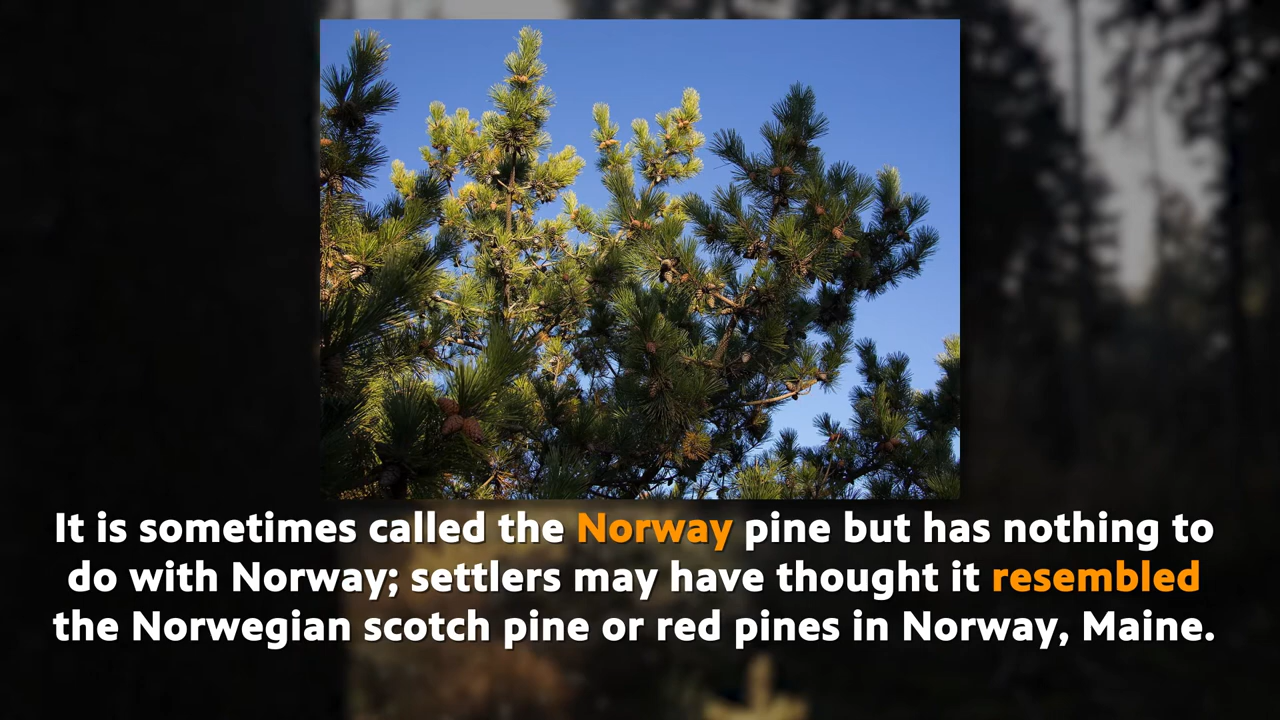 It is sometimes called the Norway pine but has nothing to
do with Norway; settlers may have thought it resembled
the Norwegian scotch pine or red pines in Norway, Maine.